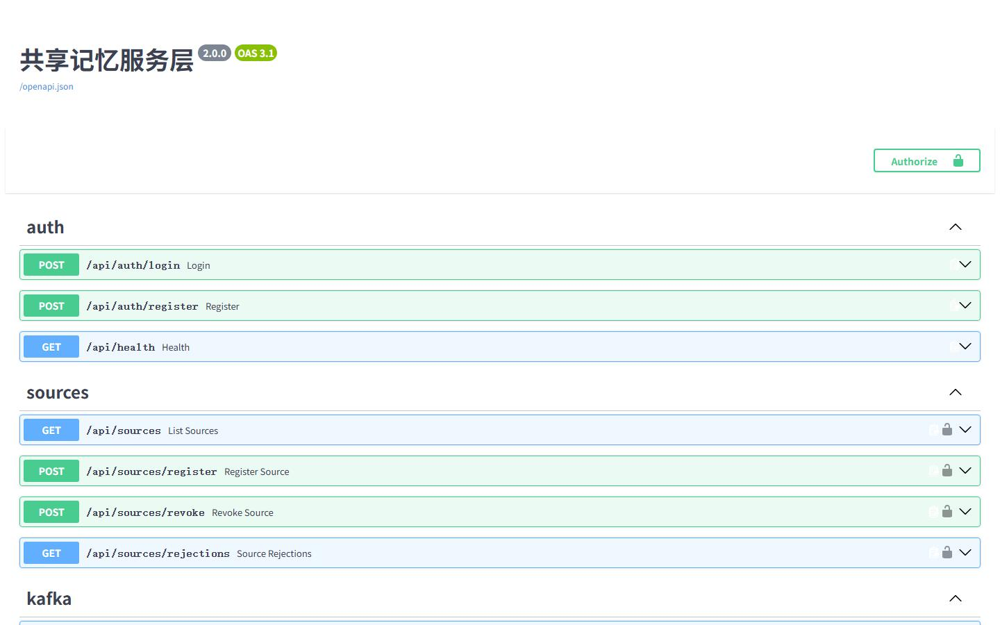 共享记忆服务层 2.0.0 OAS 3.1
/openapi.json
Authorize
auth
POST /api/auth/login Login
POST /api/auth/register Register
GET /api/health Health
sources
GET /api/sources List Sources
POST /api/sources/register Register Source
POST /api/sources/revoke Revoke Source
GET /api/sources/rejections Source Rejections
kafka